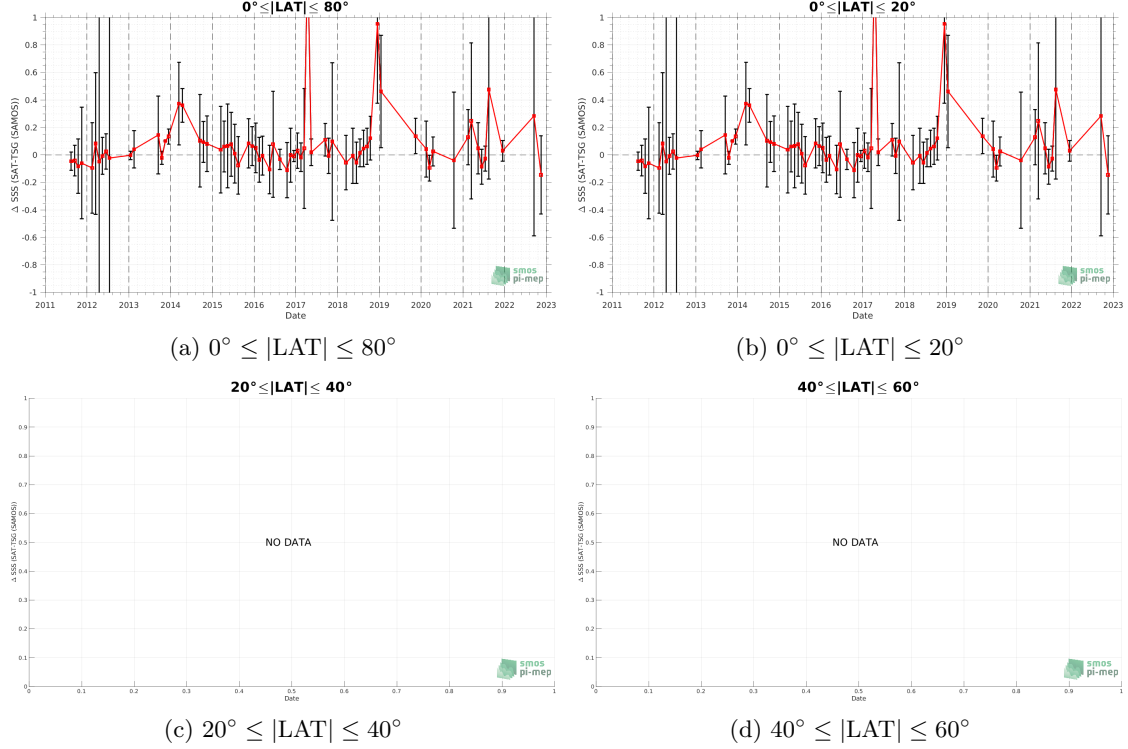 0°≤|LAT|≤ 80°
Δ SSS (SAT-TSG (SAMOS))
1
0.8
0.6
0.4
0.2
0
-0.2
-0.4
-0.6
-0.8
-1
2011 2012 2013 2014 2015 2016 2017 2018 2019 2020 2021 2022 2023
Date
smos
pi-mep
(a) 0° ≤ |LAT| ≤ 80°
0°≤|LAT|≤ 20°
Δ SSS (SAT-TSG (SAMOS))
1
0.8
0.6
0.4
0.2
0
-0.2
-0.4
-0.6
-0.8
-1
2011 2012 2013 2014 2015 2016 2017 2018 2019 2020 2021 2022 2023
Date
smos
pi-mep
(b) 0° ≤ |LAT| ≤ 20°
20°≤|LAT|≤ 40°
Δ SSS (SAT-TSG (SAMOS))
1
0.9
0.8
0.7
0.6
0.5
0.4
0.3
0.2
0.1
0
NO DATA
0 0.1 0.2 0.3 0.4 0.5 0.6 0.7 0.8 0.9 1
Date
smos
pi-mep
(c) 20° ≤ |LAT| ≤ 40°
40°≤|LAT|≤ 60°
Δ SSS (SAT-TSG (SAMOS))
1
0.9
0.8
0.7
0.6
0.5
0.4
0.3
0.2
0.1
0
NO DATA
0 0.1 0.2 0.3 0.4 0.5 0.6 0.7 0.8 0.9 1
Date
smos
pi-mep
(d) 40° ≤ |LAT| ≤ 60°